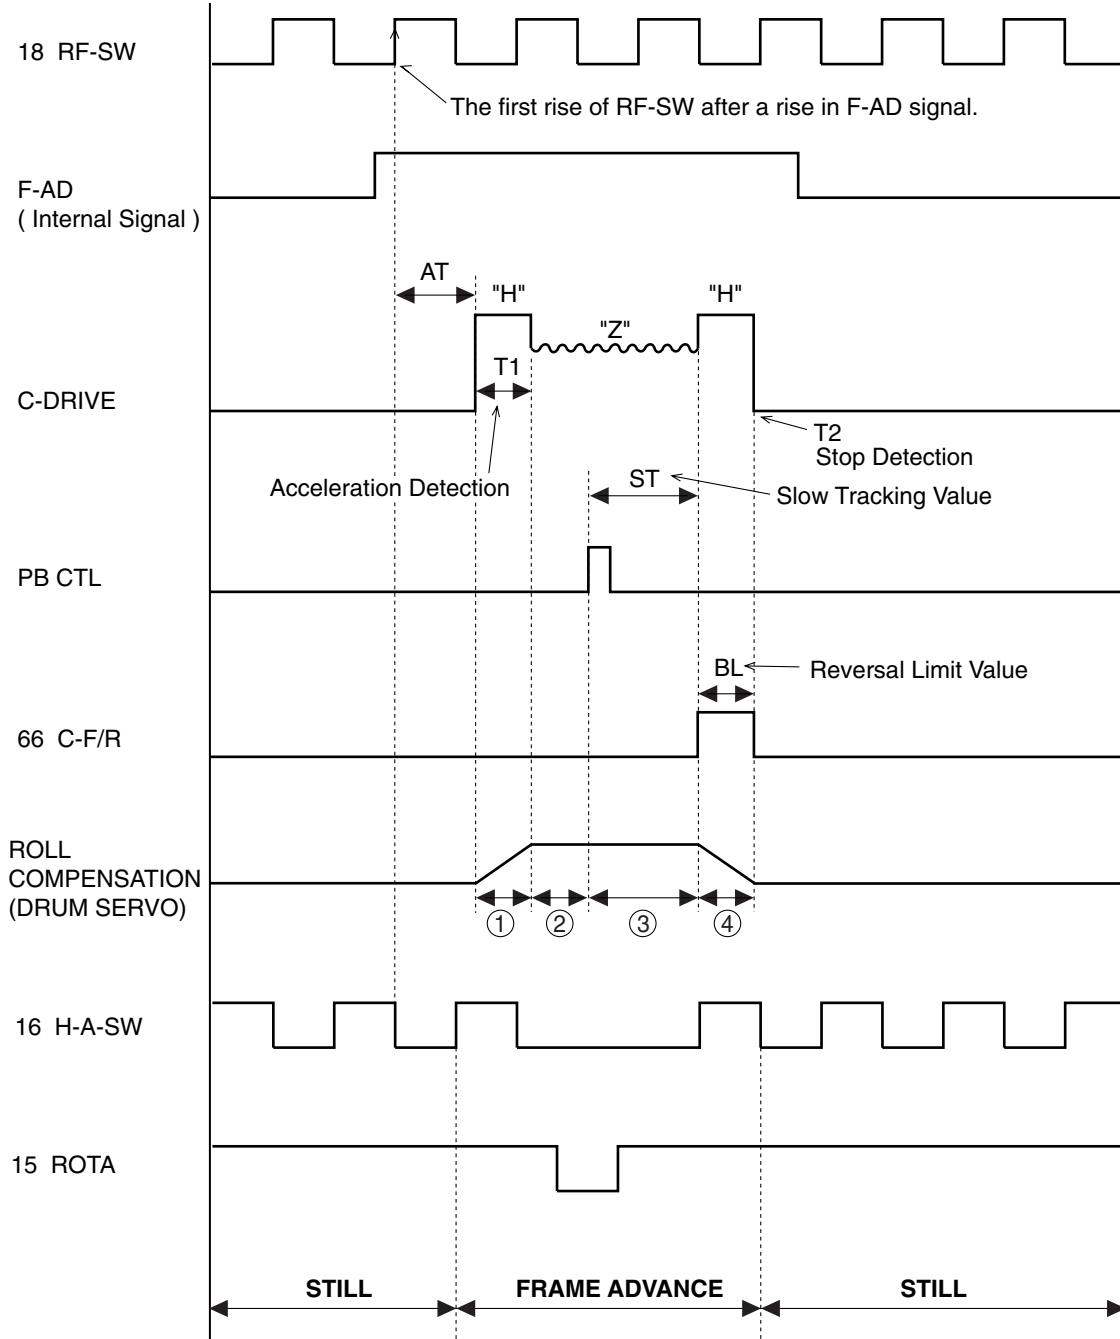 18 RF-SW
The first rise of RF-SW after a rise in F-AD signal.
F-AD
( Internal Signal )
AT
"H"
"H"
"Z"
T1
C-DRIVE
T2
Stop Detection
Acceleration Detection
ST
Slow Tracking Value
PB CTL
BL
Reversal Limit Value
66 C-F/R
ROLL
COMPENSATION
(DRUM SERVO)
① ② ③ ④
16 H-A-SW
15 ROTA
STILL
FRAME ADVANCE
STILL